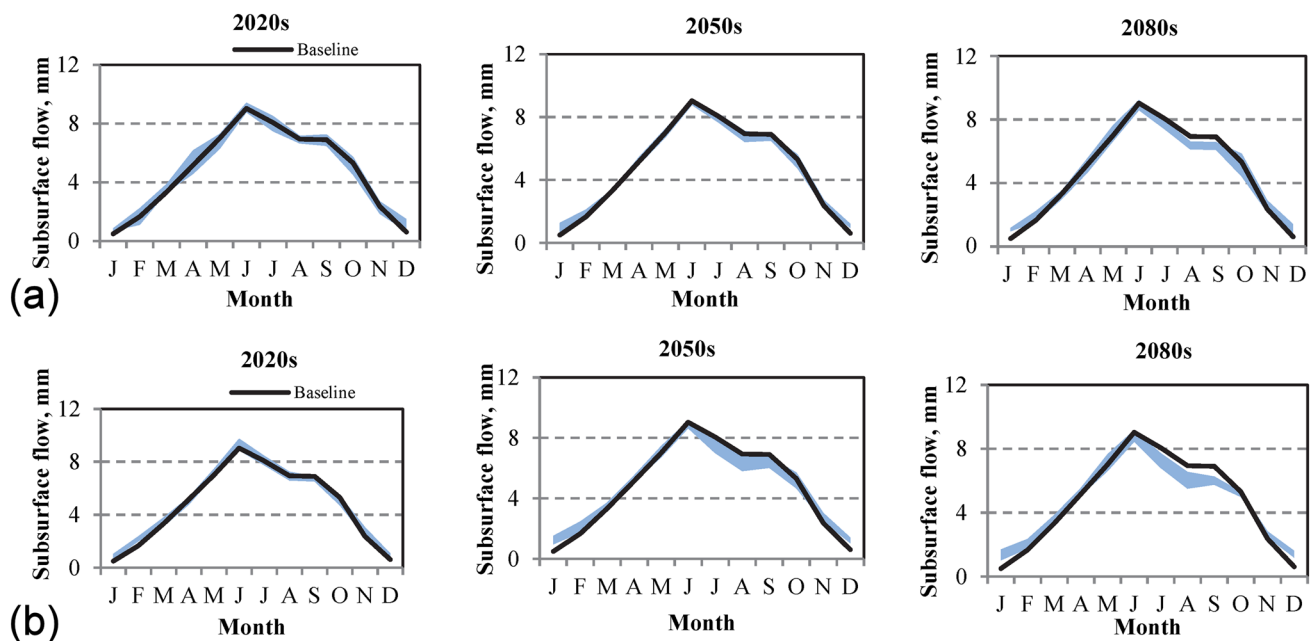 2020s
Baseline
Subsurface flow, mm
12
8
4
0
J F M A M J J A S O N D
Month
2050s
Subsurface flow, mm
12
8
4
0
J F M A M J J A S O N D
Month
2080s
Subsurface flow, mm
12
8
4
0
J F M A M J J A S O N D
Month
(a)
2020s
Baseline
Subsurface flow, mm
12
8
4
0
J F M A M J J A S O N D
Month
2050s
Subsurface flow, mm
12
8
4
0
J F M A M J J A S O N D
Month
2080s
Subsurface flow, mm
12
8
4
0
J F M A M J J A S O N D
Month
(b)